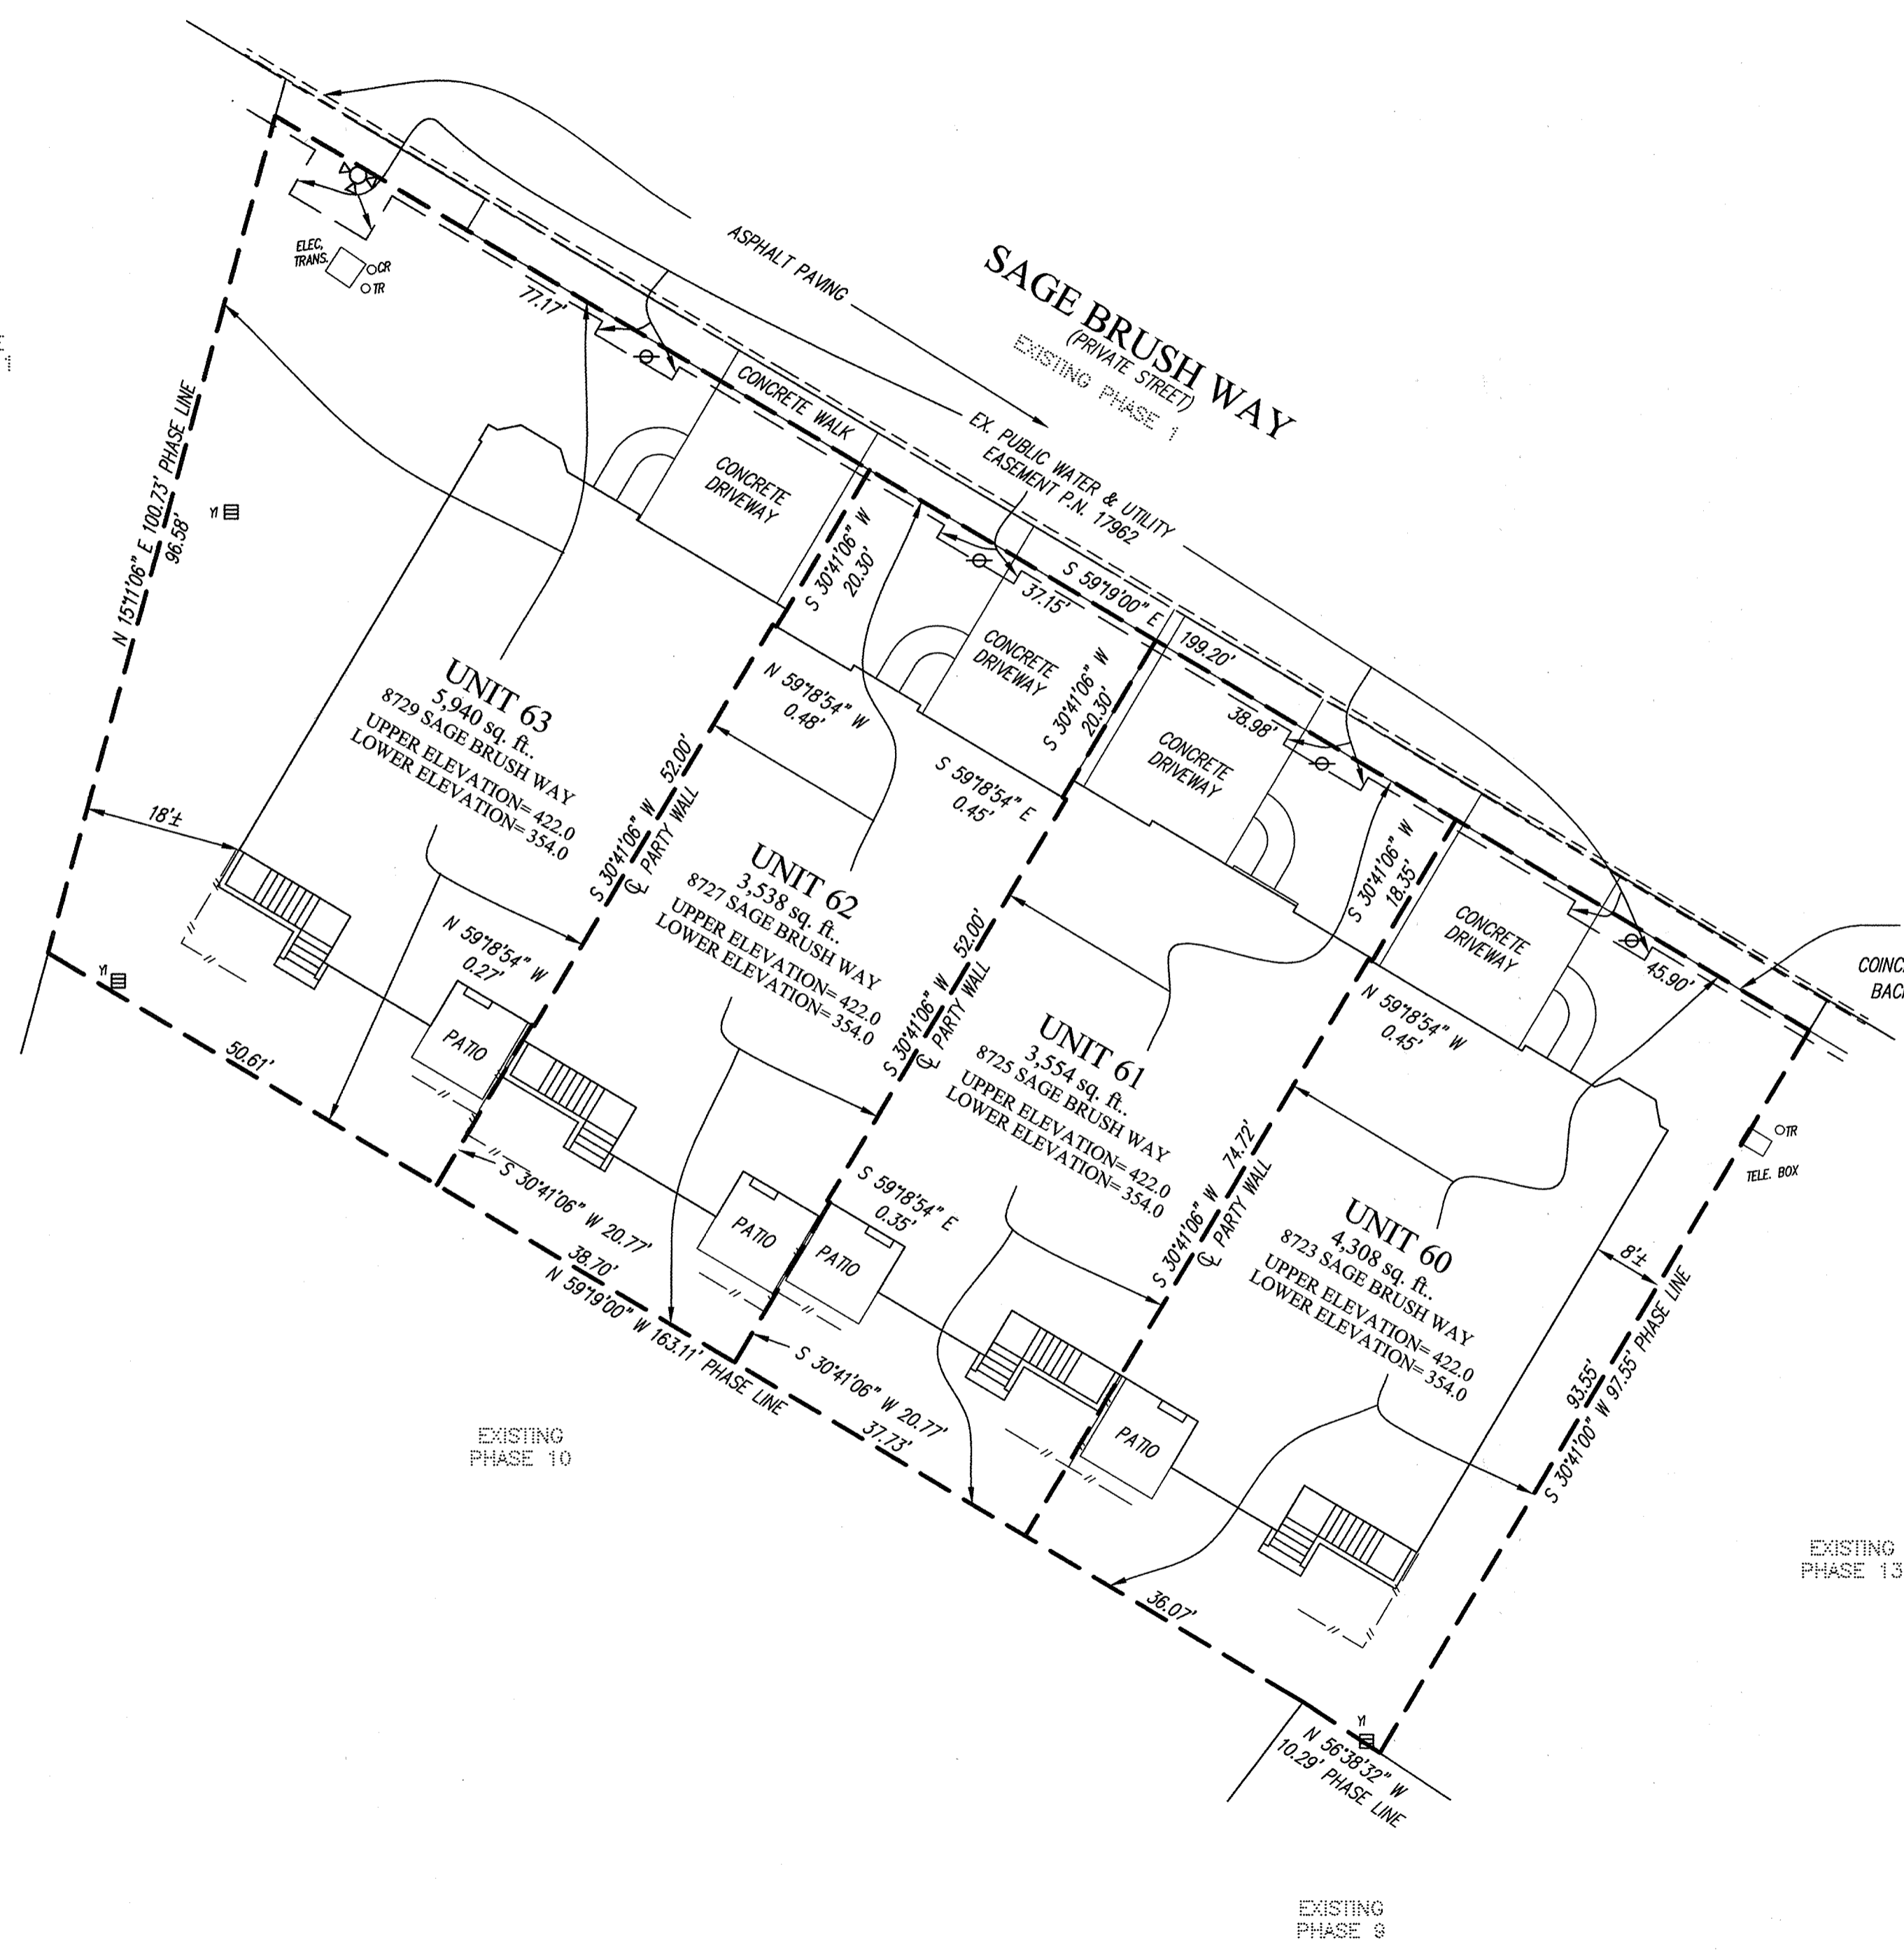 ASPHALT PAVING
SAGE BRUSH WAY
(PRIVATE STREET)
EXISTING PHASE 1
EX. PUBLIC WATER & UTILITY
EASEMENT P.N. 17962
1
ELEC,
TRANS.
CR
TR
77.17'
CONCRETE WALK
CONCRETE
DRIVEWAY
S 30°41'06" W
20.30'
N 15°11'06" E 100.73' PHASE LINE
96.58'
YI
37.15'
S 59°19'00" E
199.20'
CONCRETE
DRIVEWAY
S 30°41'06" W
20.30'
38.98'
CONCRETE
DRIVEWAY
S 30°41'06" W
18.35'
CONCRETE
DRIVEWAY
45.90'
COINC
BAC
N 59°18'54" W
0.48'
S 59°18'54" E
0.45'
N 59°18'54" W
0.45'
UNIT 63
5,940 sq. ft..
8729 SAGE BRUSH WAY
UPPER ELEVATION= 422.0
LOWER ELEVATION= 354.0
18'±
S 30°41'06" W 52.00'
PARTY WALL
UNIT 62
3,538 sq. ft..
8727 SAGE BRUSH WAY
UPPER ELEVATION= 422.0
LOWER ELEVATION= 354.0
S 30°41'06" W 52.00'
PARTY WALL
UNIT 61
3,554 sq. ft..
8725 SAGE BRUSH WAY
UPPER ELEVATION= 422.0
LOWER ELEVATION= 354.0
S 30°41'06" W 74.72'
PARTY WALL
UNIT 60
4,308 sq. ft..
8723 SAGE BRUSH WAY
UPPER ELEVATION= 422.0
LOWER ELEVATION= 354.0
8'±
TR
TELE. BOX
93.55'
S 30°41'00" W 97.55' PHASE LINE
N 59°18'54" W
0.27'
YI
PATIO
50.61'
S 30°41'06" W 20.77'
38.70'
N 59°19'00" W 163.11' PHASE LINE
PATIO
PATIO
S 59°18'54" E
0.35'
S 30°41'06" W 20.77'
37.73'
PATIO
36.07'
YI
N 56°38'32" W
10.29' PHASE LINE
EXISTING
PHASE 10
EXISTING
PHASE 13
EXISTING
PHASE 9